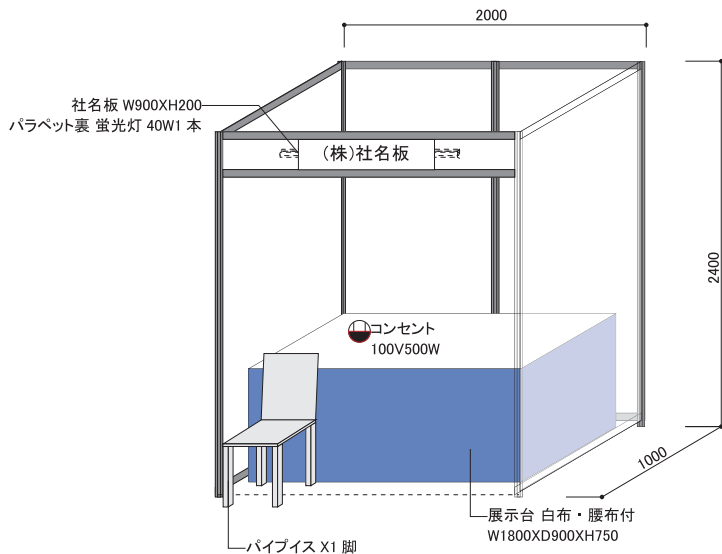 2000
社名板 W900XH200
パラペット裏 蛍光灯 40W1 本
(株)社名板
2400
コンセント
100V500W
1000
展示台 白布・腰布付
W1800XD900XH750
パイプイス X1 脚